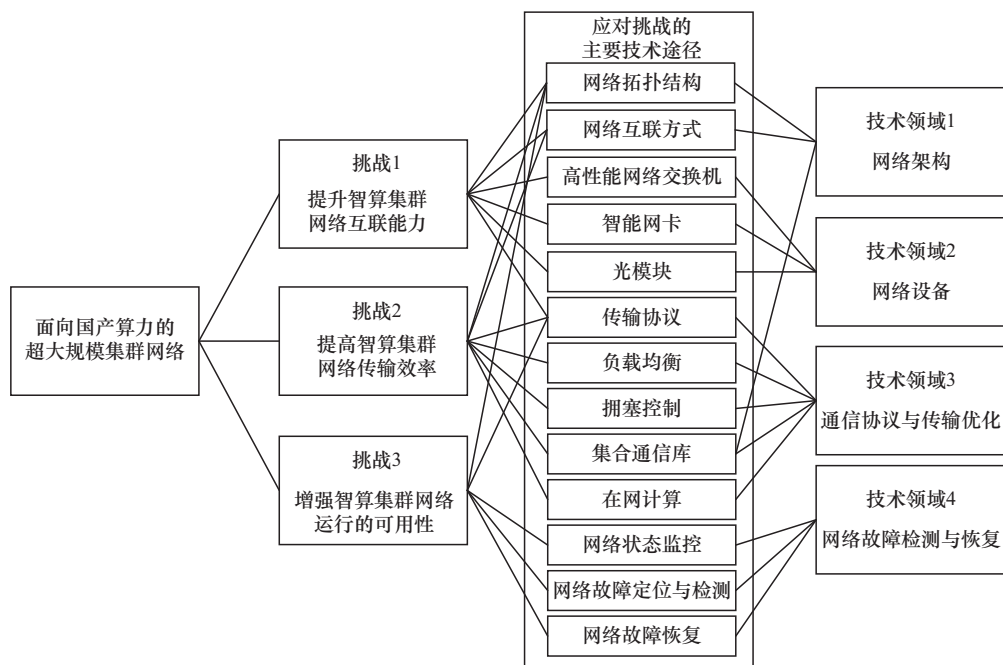 面向国产算力的
超大规模集群网络
挑战1
提升智算集群
网络互联能力
挑战2
提高智算集群
网络传输效率
挑战3
增强智算集群网络
运行的可用性
应对挑战的
主要技术途径
网络拓扑结构
网络互联方式
高性能网络交换机
智能网卡
光模块
传输协议
负载均衡
拥塞控制
集合通信库
在网计算
网络状态监控
网络故障定位与检测
网络故障恢复
技术领域1
网络架构
技术领域2
网络设备
技术领域3
通信协议与传输优化
技术领域4
网络故障检测与恢复